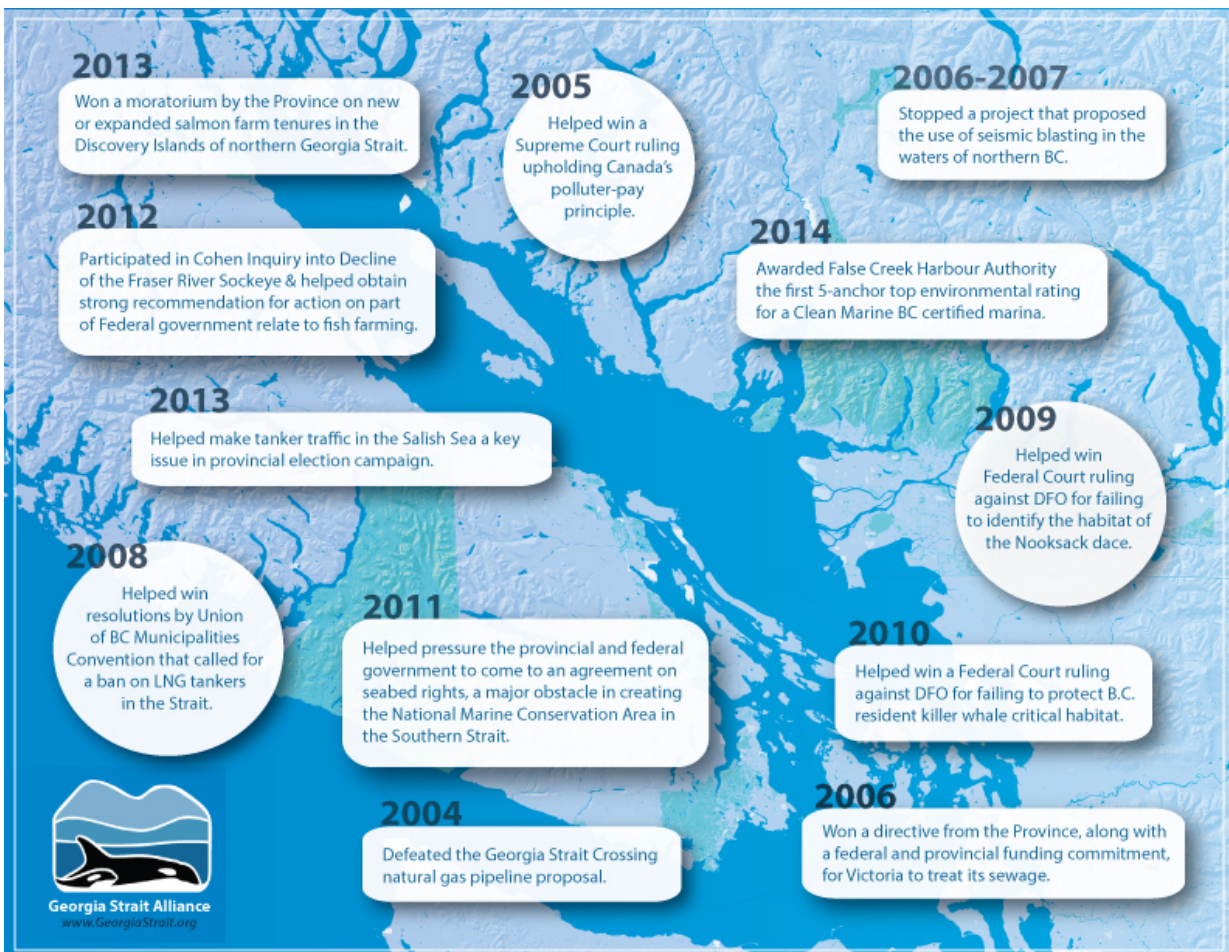 2013
Won a moratorium by the Province on new
or expanded salmon farm tenures in the
Discovery Islands of northern Georgia Strait.
2005
Helped win a
Supreme Court ruling
upholding Canada's
polluter-pay
principle.
2006-2007
Stopped a project that proposed
the use of seismic blasting in the
waters of northern BC.
2012
Participated in Cohen Inquiry into Decline
of the Fraser River Sockeye & helped obtain
strong recommendation for action on part
of Federal government relate to fish farming.
2014
Awarded False Creek Harbour Authority
the first 5-anchor top environmental rating
for a Clean Marine BC certified marina.
2013
Helped make tanker traffic in the Salish Sea a key
issue in provincial election campaign.
2009
Helped win
Federal Court ruling
against DFO for failing
to identify the habitat of
the Nooksack dace.
2008
Helped win
resolutions by Union
of BC Municipalities
Convention that called for
a ban on LNG tankers
in the Strait.
2011
Helped pressure the provincial and federal
government to come to an agreement on
seabed rights, a major obstacle in creating
the National Marine Conservation Area in
the Southern Strait.
2010
Helped win a Federal Court ruling
against DFO for failing to protect B.C.
resident killer whale critical habitat.
2004
Defeated the Georgia Strait Crossing
natural gas pipeline proposal.
2006
Won a directive from the Province, along with
a federal and provincial funding commitment,
for Victoria to treat its sewage.
Georgia Strait Alliance
www.GeorgiaStrait.org